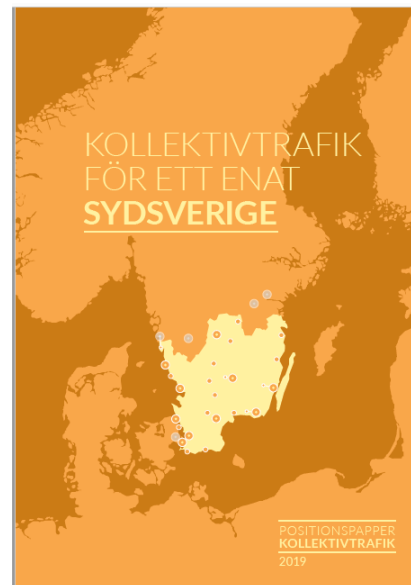 KOLLEKTIVTRAFIK
FÖR ETT ENAT
SYDSVERIGE
POSITIONSPAPPER
KOLLEKTIVTRAFIK
2019